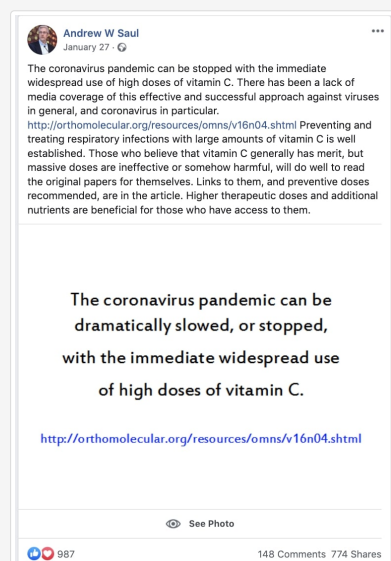 Andrew W Saul
January 27 ·
The coronavirus pandemic can be stopped with the immediate
widespread use of high doses of vitamin C. There has been a lack of
media coverage of this effective and successful approach against viruses
in general, and coronavirus in particular.
http://orthomolecular.org/resources/omns/v16n04.shtml Preventing and
treating respiratory infections with large amounts of vitamin C is well
established. Those who believe that vitamin C generally has merit, but
massive doses are ineffective or somehow harmful, will do well to read
the original papers for themselves. Links to them, and preventive doses
recommended, are in the article. Higher therapeutic doses and additional
nutrients are beneficial for those who have access to them.
The coronavirus pandemic can be
dramatically slowed, or stopped,
with the immediate widespread use
of high doses of vitamin C.
http://orthomolecular.org/resources/omns/v16n04.shtml
See Photo
987
148 Comments 774 Shares